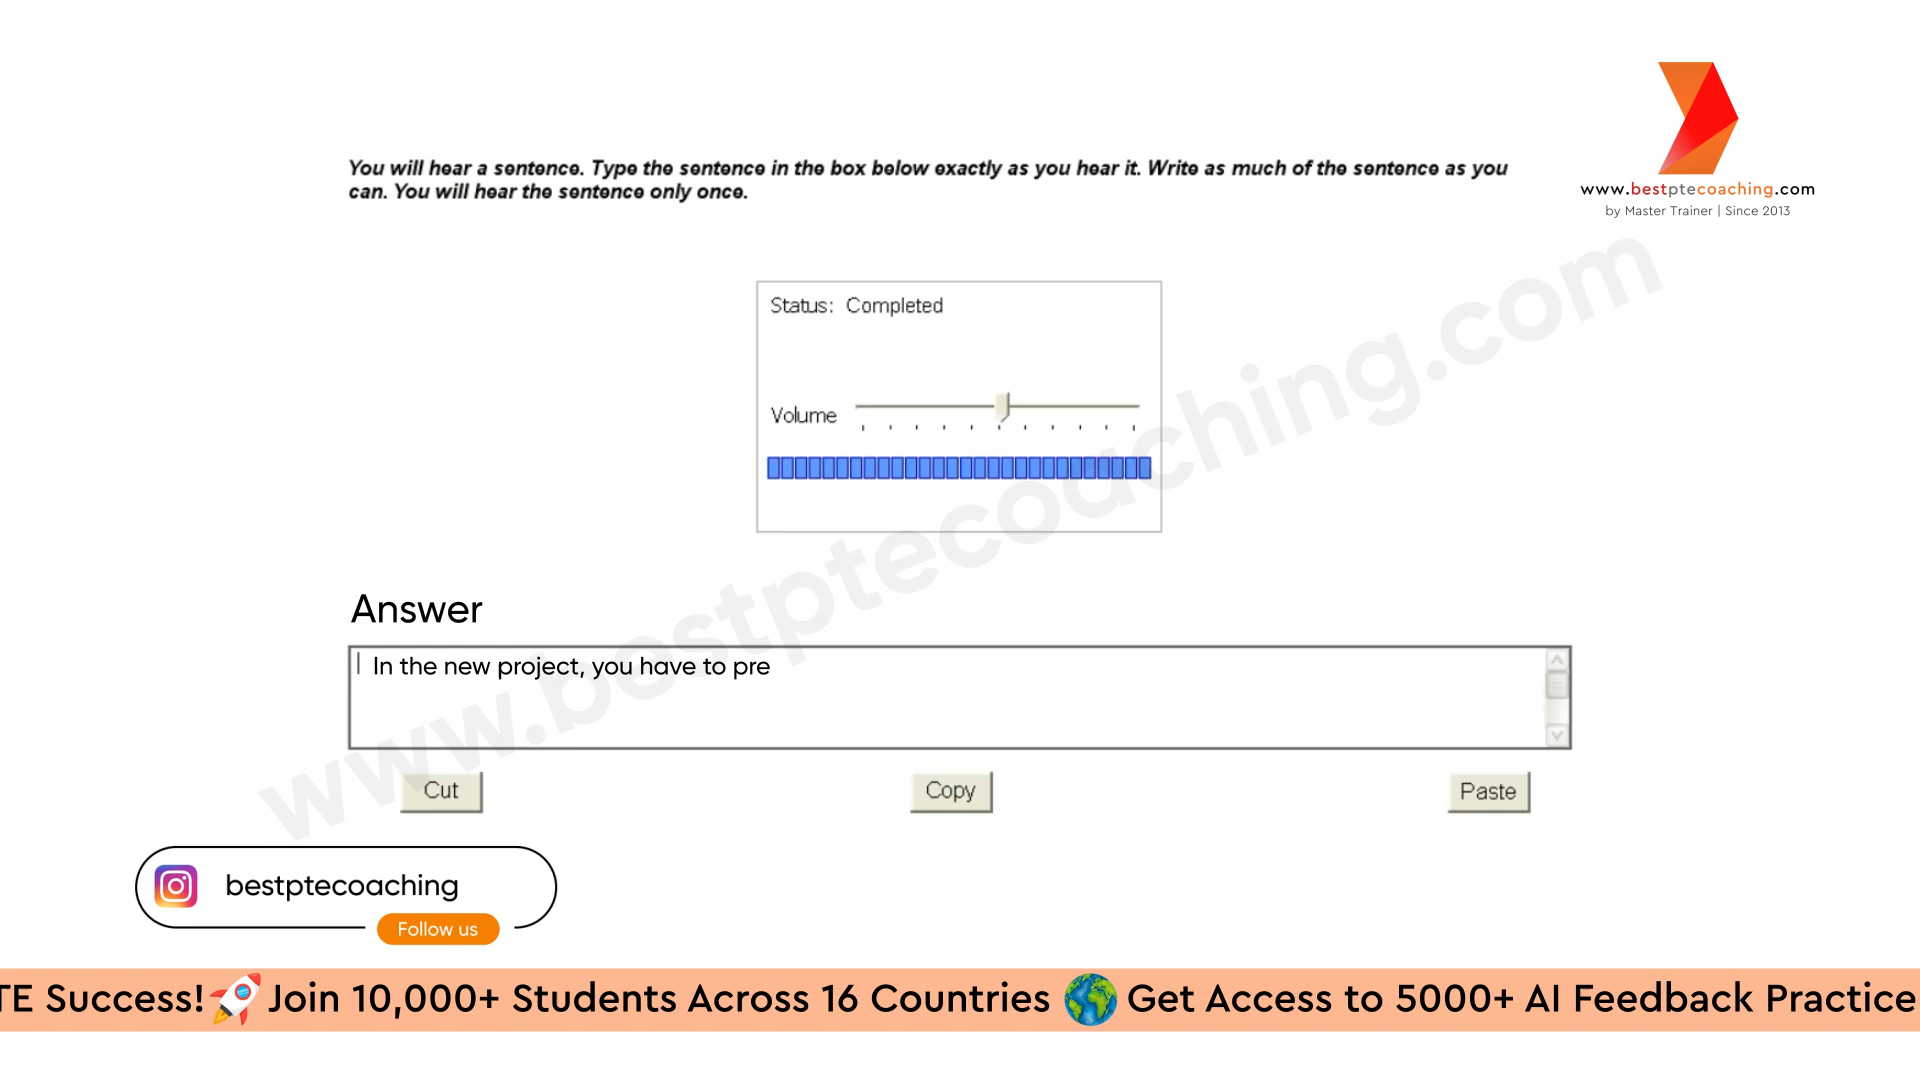 You will hear a sentence. Type the sentence in the box below exactly as you hear it. Write as much of the sentence as you
can. You will hear the sentence only once.
www.bestptecoaching.com
by Master Trainer | Since 2013
Status: Completed
Volume
www.bestptecoaching.com
Answer
In the new project, you have to pre
Cut
Copy
Paste
bestptecoaching
Follow us
TE Success!🚀Join 10,000+ Students Across 16 Countries 🌍 Get Access to 5000+ AI Feedback Practice